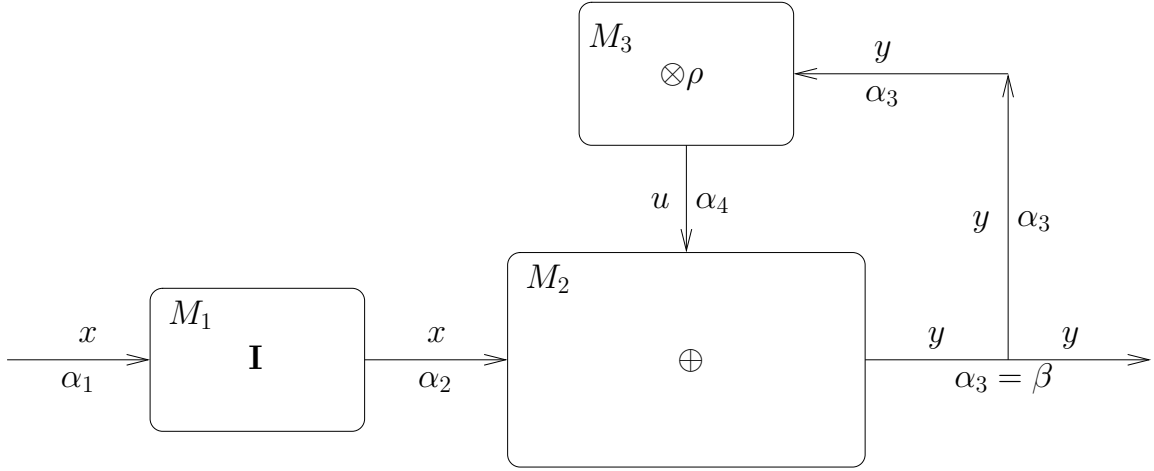 M₃
⊗ρ
y
α₃
u
α₄
y
α₃
x
α₁
M₁
I
x
α₂
M₂
⊕
y
y
α₃ = β